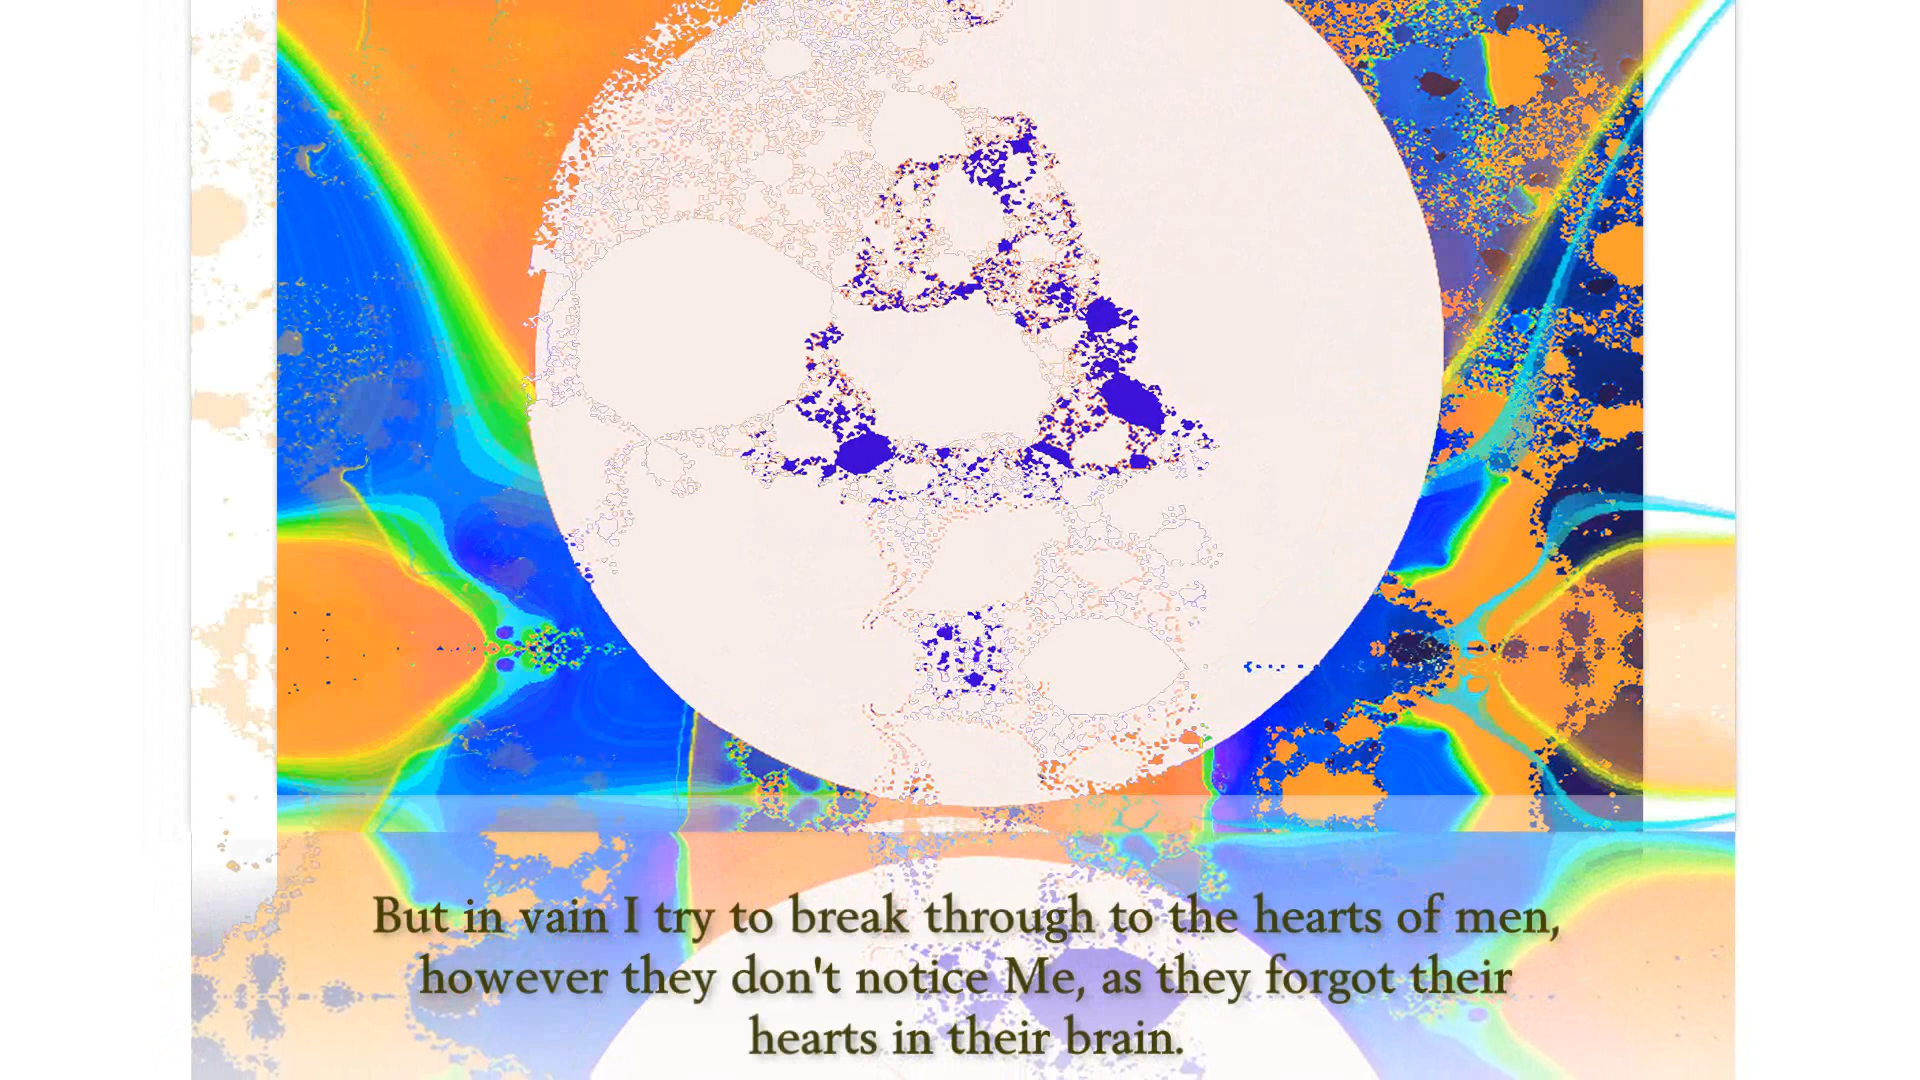 But in vain I try to break through to the hearts of men,
however they don't notice Me, as they forgot their
hearts in their brain.